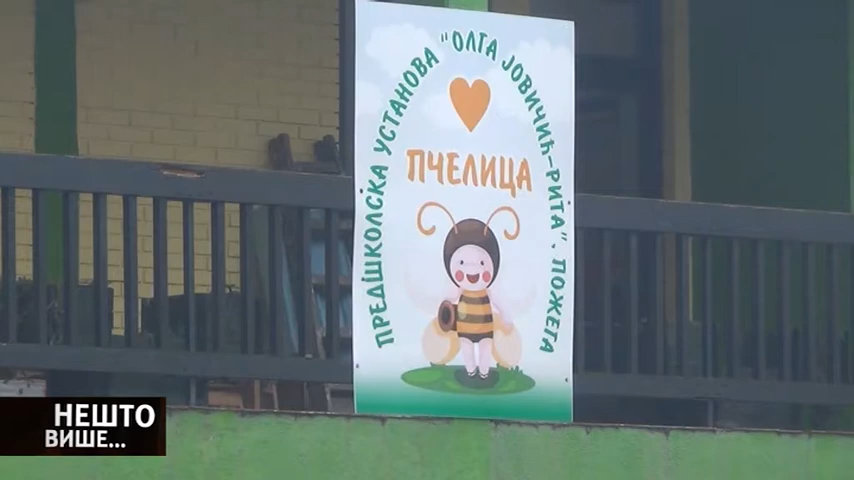 ПРЕДШКОЛСКА УСТАНОВА "ОЛГА ЈОВИЧИЋ-РИТА". ПОЖЕГА
ПЧЕЛИЦА
НЕШТО
ВИШЕ...